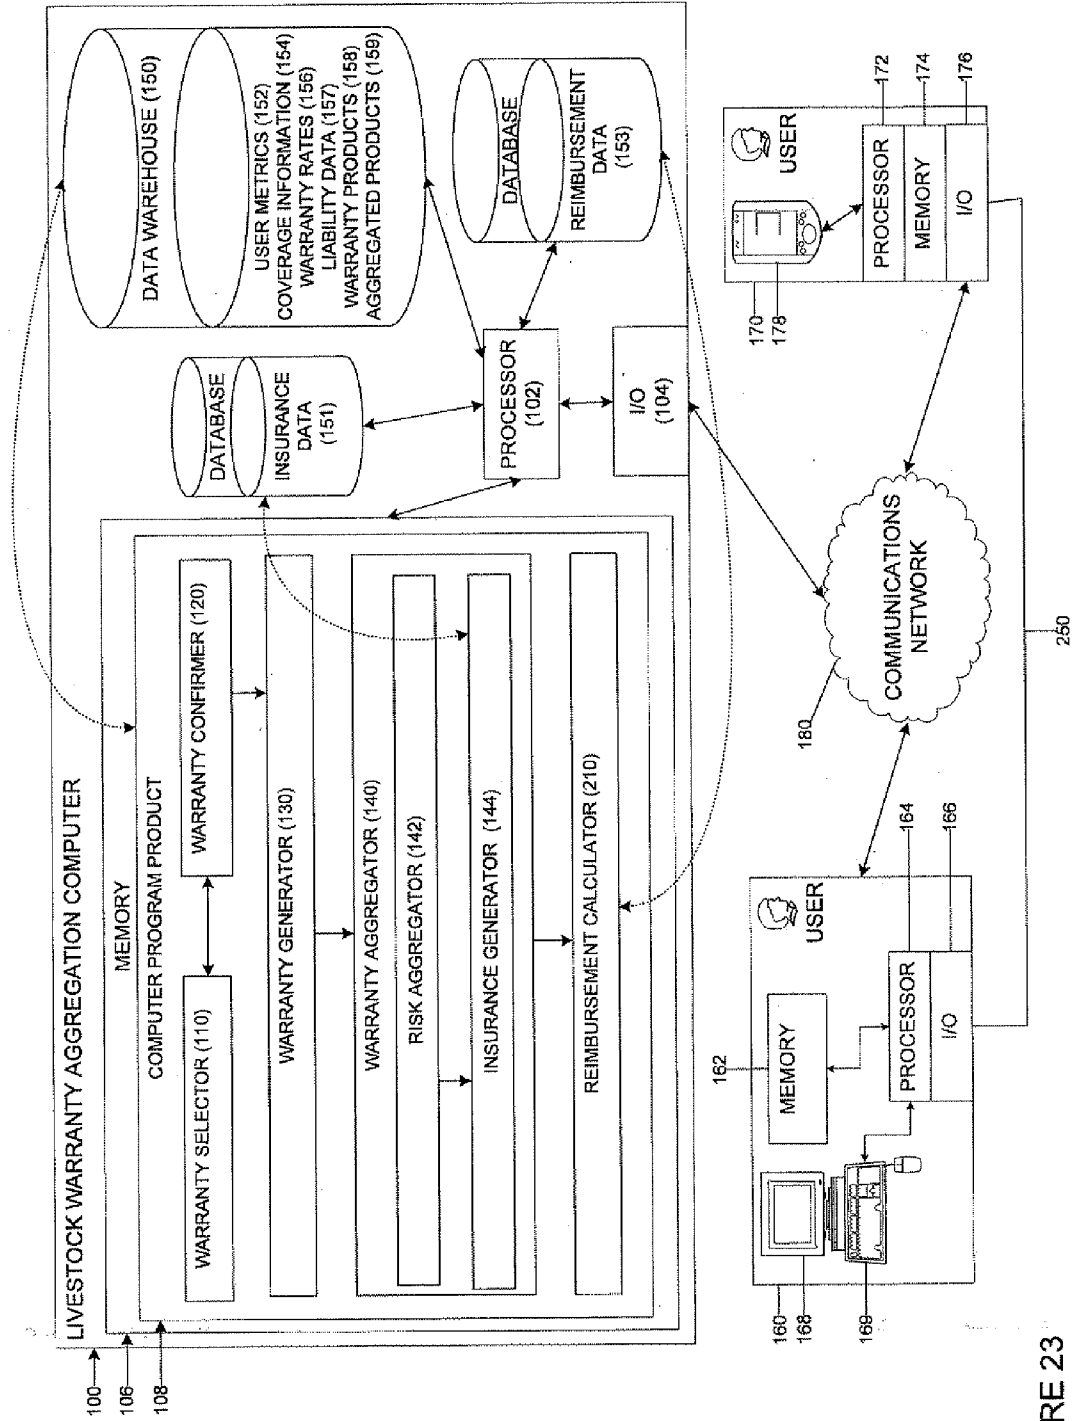 100
LIVESTOCK WARRANTY AGGREGATION COMPUTER
106
MEMORY
108
COMPUTER PROGRAM PRODUCT
WARRANTY SELECTOR (110)
WARRANTY CONFIRMER (120)
WARRANTY GENERATOR (130)
WARRANTY AGGREGATOR (140)
RISK AGGREGATOR (142)
INSURANCE GENERATOR (144)
REIMBURSEMENT CALCULATOR (210)
DATABASE
INSURANCE
DATA
(151)
DATA WAREHOUSE (150)
USER METRICS (152)
COVERAGE INFORMATION (154)
WARRANTY RATES (156)
LIABILITY DATA (157)
WARRANTY PRODUCTS (158)
AGGREGATED PRODUCTS (159)
PROCESSOR
(102)
DATABASE
REIMBURSEMENT
DATA
(153)
I/O
(104)
160
168
169
162
MEMORY
USER
PROCESSOR
I/O
164
166
180
COMMUNICATIONS
NETWORK
170
178
USER
PROCESSOR
MEMORY
I/O
172
174
176
250
RE 23